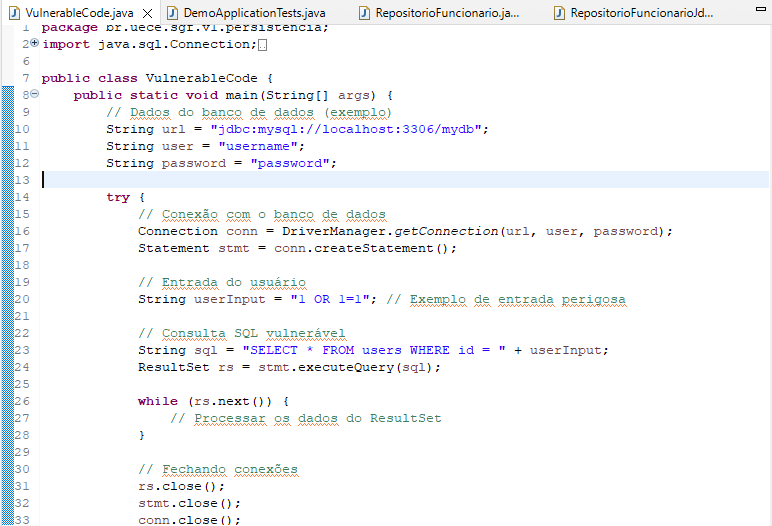 VulnerableCode.java
DemoApplicationTests.java
RepositorioFuncionario.ja...
RepositorioFuncionarioJd...
1 package br.uece.sgf.v1.persistencia;
2 import java.sql.Connection;
6
7 public class VulnerableCode {
8 public static void main(String[] args) {
9 // Dados do banco de dados (exemplo)
10 String url = "jdbc:mysql://localhost:3306/mydb";
11 String user = "username";
12 String password = "password";
13
14 try {
15 // Conexão com o banco de dados
16 Connection conn = DriverManager.getConnection(url, user, password);
17 Statement stmt = conn.createStatement();
18
19 // Entrada do usuário
20 String userInput = "1 OR 1=1"; // Exemplo de entrada perigosa
21
22 // Consulta SQL vulnerável
23 String sql = "SELECT * FROM users WHERE id = " + userInput;
24 ResultSet rs = stmt.executeQuery(sql);
25
26 while (rs.next()) {
27 // Processar os dados do ResultSet
28 }
29
30 // Fechando conexões
31 rs.close();
32 stmt.close();
33 conn.close();